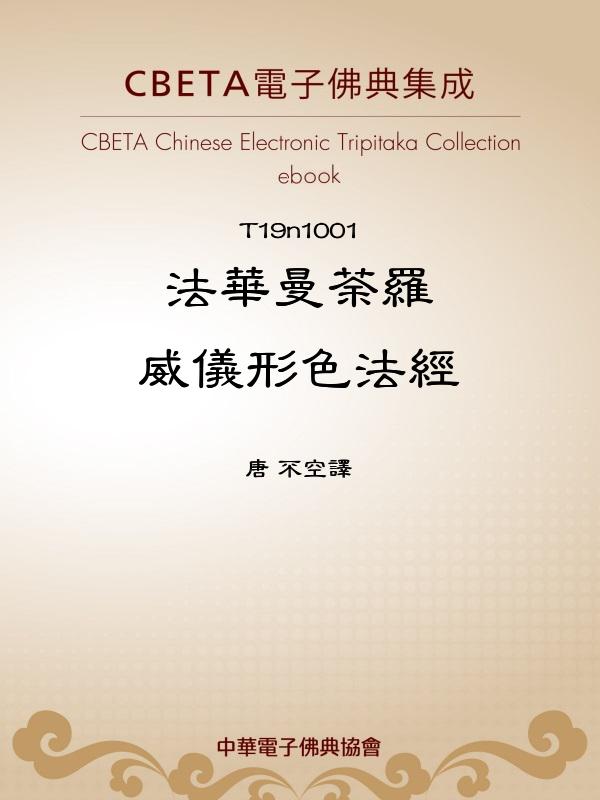 CBETA電子佛典集成
CBETA Chinese Electronic Tripitaka Collection
ebook
T19n1001
法華曼荼羅
威儀形色法經
唐 不空譯
中華電子佛典協會